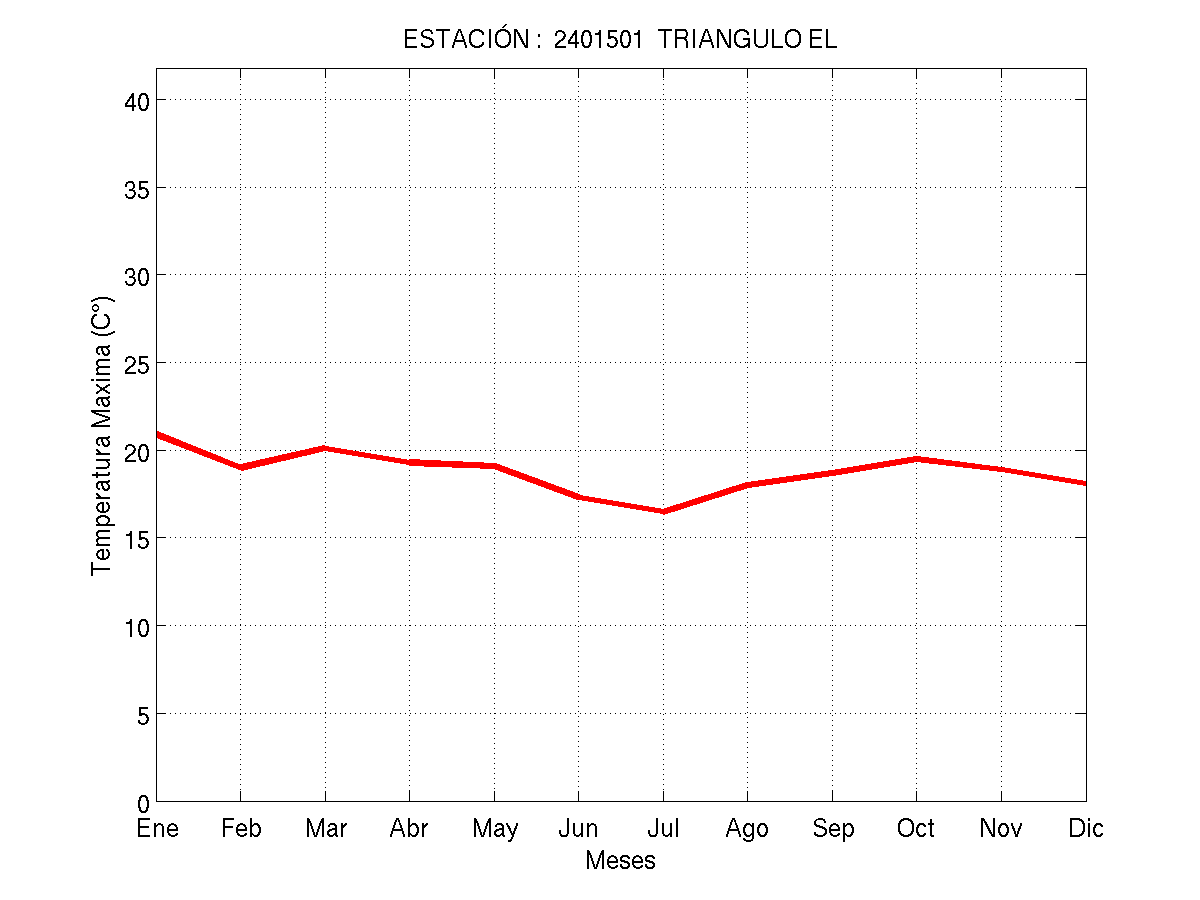 ESTACIÓN : 2401501 TRIANGULO EL
40
35
30
25
20
15
10
5
0
Temperatura Maxima (C°)
Ene Feb Mar Abr May Jun Jul Ago Sep Oct Nov Dic
Meses